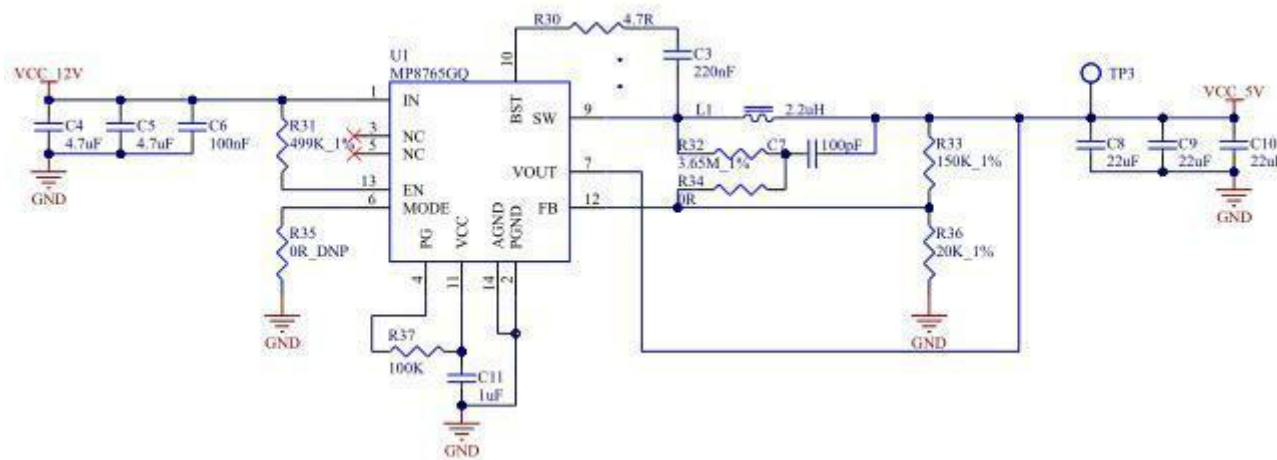 R30
4.7R
U1
MP8765GQ
10
C3
220nF
TP3
VCC_12V
VCC_5V
1
IN
BST
SW
9
L1
2.2uH
C4
4.7uF
C5
4.7uF
C6
100nF
R31
499K_1%
3
NC
5
NC
R32
3.65M_1%
C7
100pF
R33
150K_1%
C8
22uF
C9
22uF
C10
22uF
VOUT
7
R34
0R
GND
13
EN
6
MODE
FB
12
GND
R35
0R_DNP
PG
VCC
AGND
PGND
R36
20K_1%
4
11
14
2
GND
GND
R37
100K
C11
1uF
GND